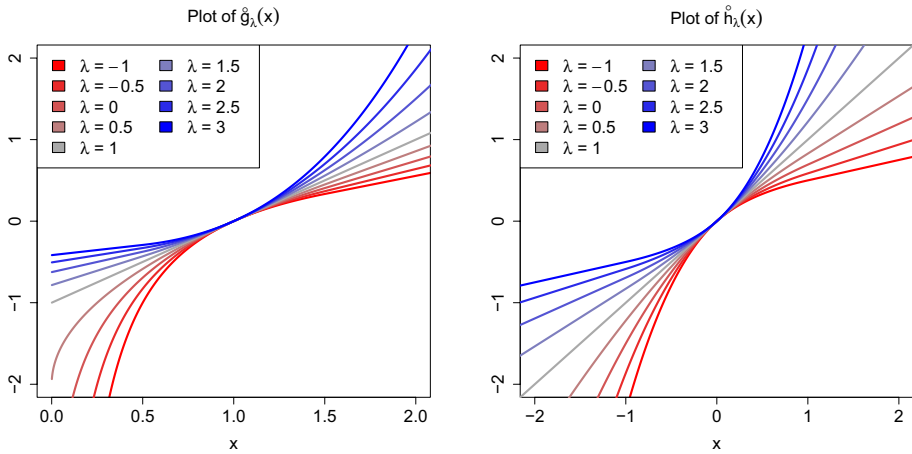 Plot of g̊λ(x)
λ = −1
λ = −0.5
λ = 0
λ = 0.5
λ = 1
λ = 1.5
λ = 2
λ = 2.5
λ = 3
2
1
0
−1
−2
0.0 0.5 1.0 1.5 2.0
x
Plot of h̊λ(x)
λ = −1
λ = −0.5
λ = 0
λ = 0.5
λ = 1
λ = 1.5
λ = 2
λ = 2.5
λ = 3
2
1
0
−1
−2
−2 −1 0 1 2
x